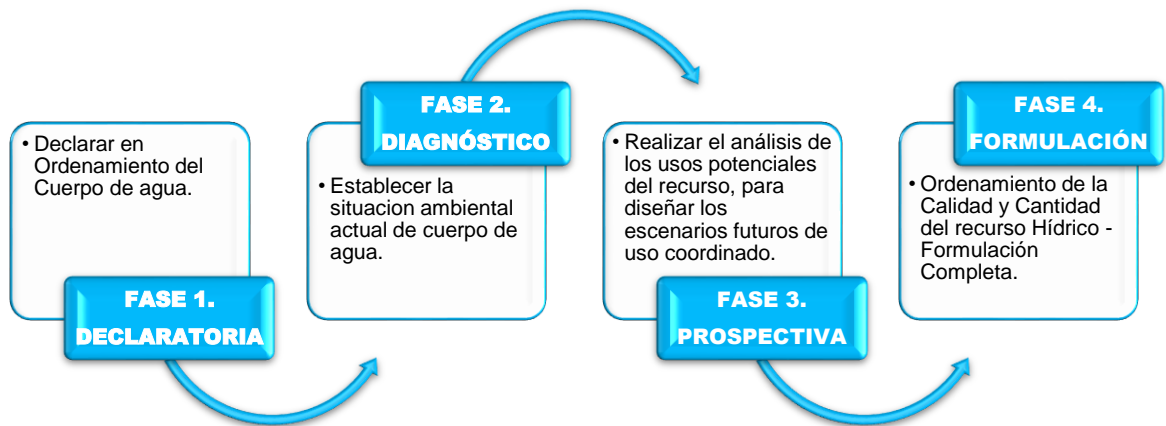 • Declarar en
Ordenamiento del
Cuerpo de agua.
FASE 1.
DECLARATORIA
FASE 2.
DIAGNÓSTICO
• Establecer la
situacion ambiental
actual de cuerpo de
agua.
• Realizar el análisis de
los usos potenciales
del recurso, para
diseñar los
escenarios futuros de
uso coordinado.
FASE 3.
PROSPECTIVA
FASE 4.
FORMULACIÓN
• Ordenamiento de la
Calidad y Cantidad
del recurso Hídrico -
Formulación
Completa.